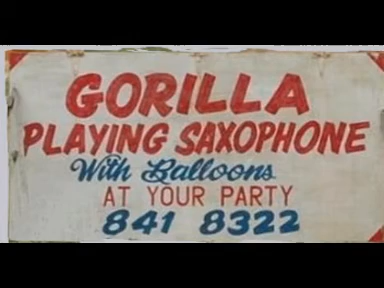 GORILLA
PLAYING SAXOPHONE
With Balloons
AT YOUR PARTY
841 8322